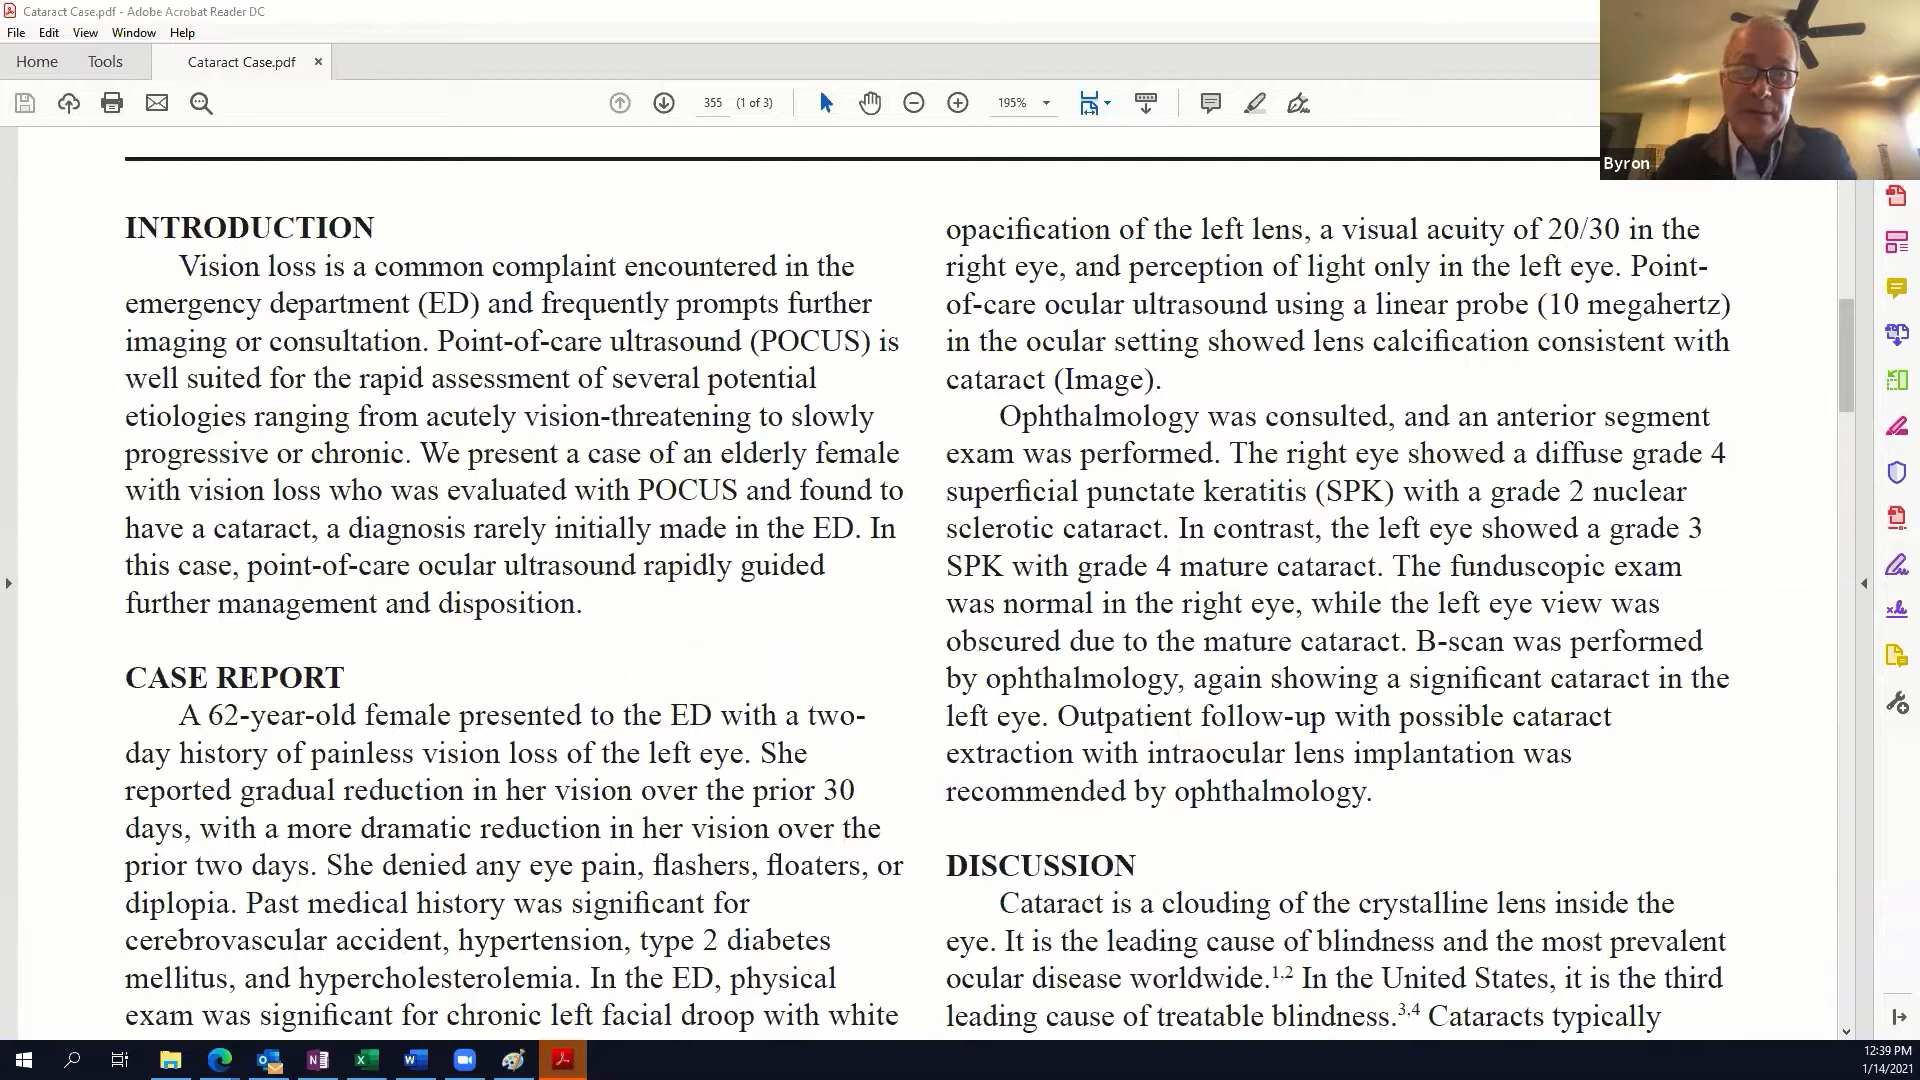 Cataract Case.pdf - Adobe Acrobat Reader DC
File Edit View Window Help
Home Tools Cataract Case.pdf ×
355 (1 of 3) 195%
Byron
INTRODUCTION
Vision loss is a common complaint encountered in the
emergency department (ED) and frequently prompts further
imaging or consultation. Point-of-care ultrasound (POCUS) is
well suited for the rapid assessment of several potential
etiologies ranging from acutely vision-threatening to slowly
progressive or chronic. We present a case of an elderly female
with vision loss who was evaluated with POCUS and found to
have a cataract, a diagnosis rarely initially made in the ED. In
this case, point-of-care ocular ultrasound rapidly guided
further management and disposition.
CASE REPORT
A 62-year-old female presented to the ED with a two-
day history of painless vision loss of the left eye. She
reported gradual reduction in her vision over the prior 30
days, with a more dramatic reduction in her vision over the
prior two days. She denied any eye pain, flashers, floaters, or
diplopia. Past medical history was significant for
cerebrovascular accident, hypertension, type 2 diabetes
mellitus, and hypercholesterolemia. In the ED, physical
exam was significant for chronic left facial droop with white
opacification of the left lens, a visual acuity of 20/30 in the
right eye, and perception of light only in the left eye. Point-
of-care ocular ultrasound using a linear probe (10 megahertz)
in the ocular setting showed lens calcification consistent with
cataract (Image).
Ophthalmology was consulted, and an anterior segment
exam was performed. The right eye showed a diffuse grade 4
superficial punctate keratitis (SPK) with a grade 2 nuclear
sclerotic cataract. In contrast, the left eye showed a grade 3
SPK with grade 4 mature cataract. The funduscopic exam
was normal in the right eye, while the left eye view was
obscured due to the mature cataract. B-scan was performed
by ophthalmology, again showing a significant cataract in the
left eye. Outpatient follow-up with possible cataract
extraction with intraocular lens implantation was
recommended by ophthalmology.
DISCUSSION
Cataract is a clouding of the crystalline lens inside the
eye. It is the leading cause of blindness and the most prevalent
ocular disease worldwide.1,2 In the United States, it is the third
leading cause of treatable blindness.3,4 Cataracts typically
12:39 PM
1/14/2021